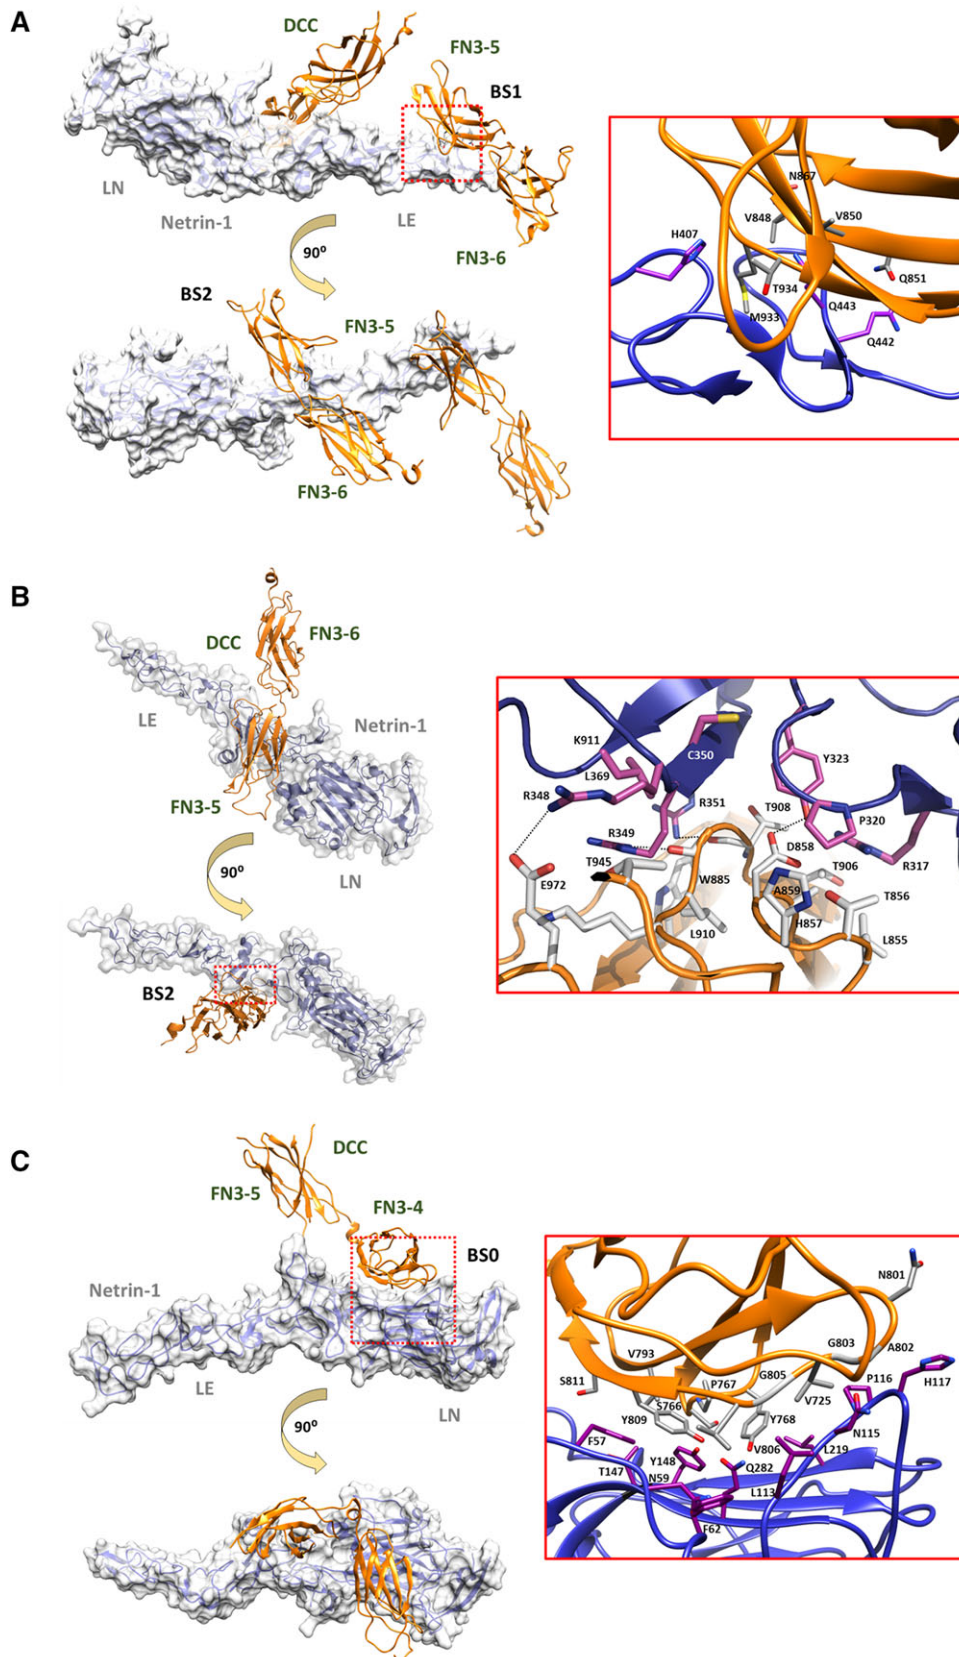 A
DCC
FN3-5
BS1
LN
Netrin-1
LE
90º
FN3-6
BS2
FN3-5
FN3-6
N867
V848
V850
H407
T934
Q851
Q443
M933
Q442
B
DCC
FN3-6
LE
Netrin-1
FN3-5
90º
LN
BS2
K911
C350
Y323
L369
R348
R351
T908
P320
R349
D858
T945
T906
R317
E972
W885
A859
T856
H857
L910
L855
C
DCC
FN3-5
FN3-4
BS0
Netrin-1
LE
LN
90º
N801
V793
G803
A802
S811
P767
G805
P116
H117
S766
V725
Y809
Y768
N115
F57
V806
L219
Y148
Q282
T147
N59
L113
F62